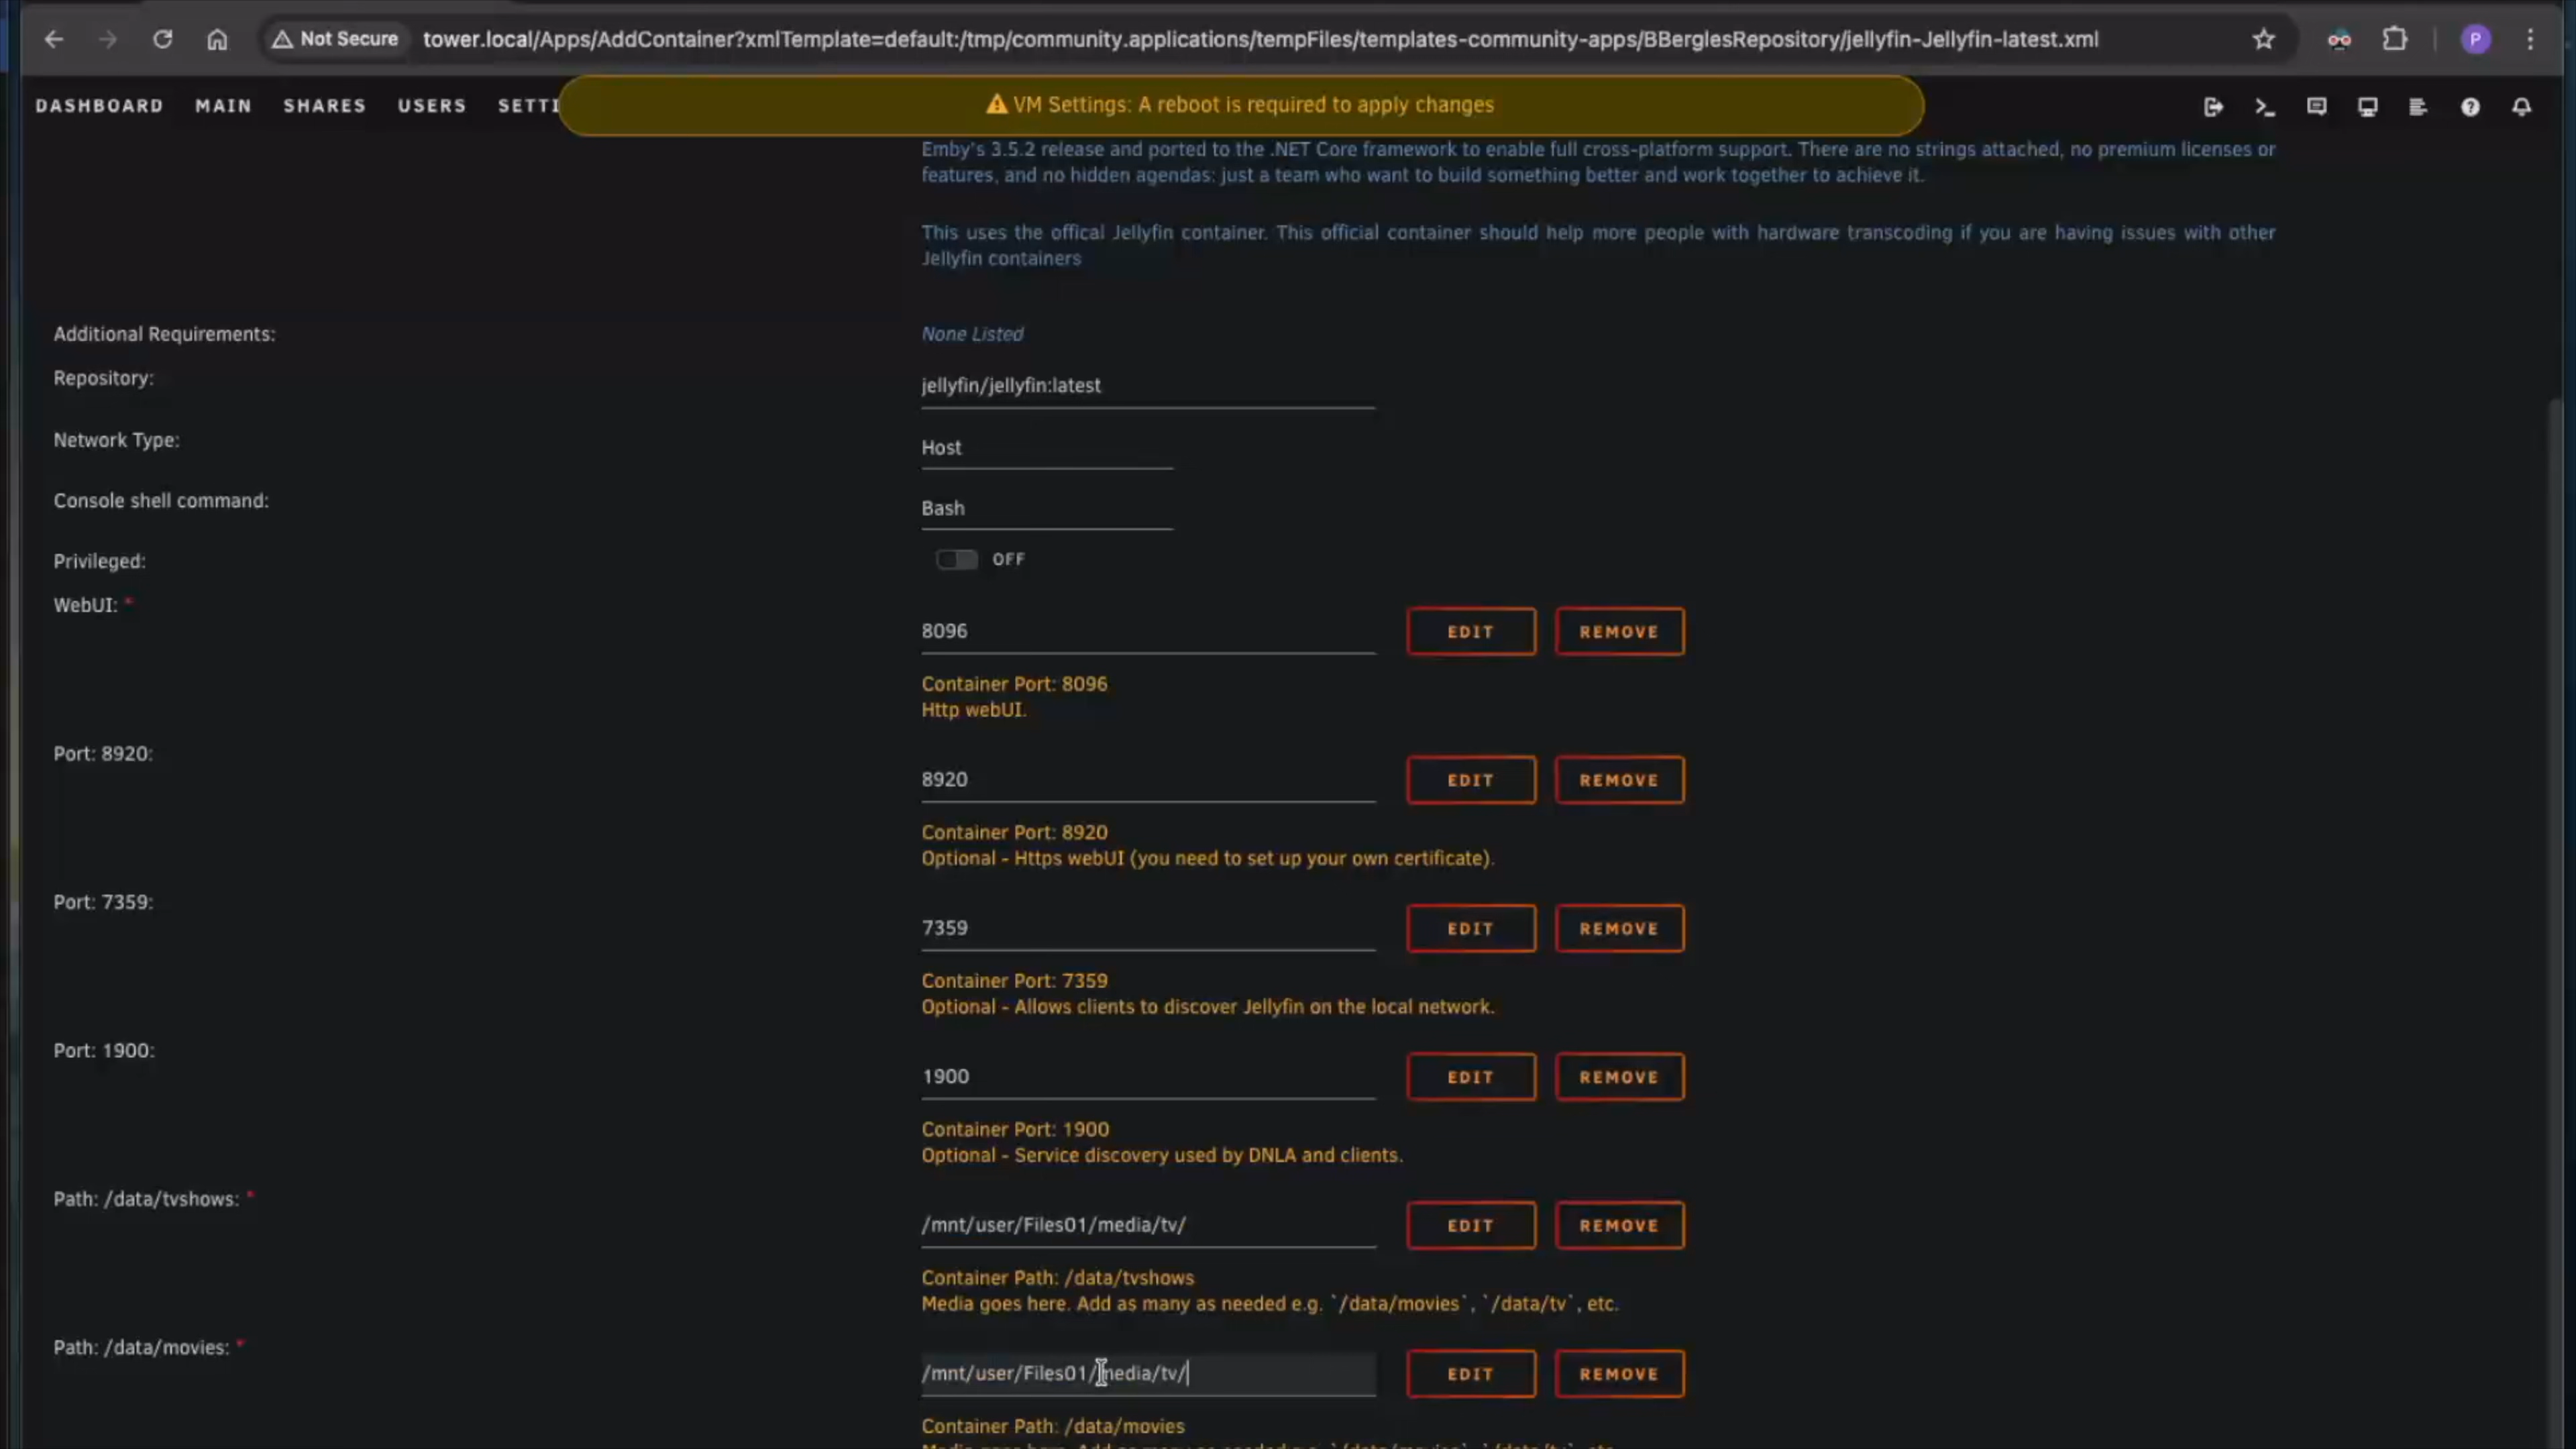 Not Secure tower.local/Apps/AddContainer?xmlTemplate=default:/tmp/community.applications/tempFiles/templates-community-apps/BBerglesRepository/jellyfin-Jellyfin-latest.xml P
DASHBOARD MAIN SHARES USERS SETTI VM Settings: A reboot is required to apply changes
Emby's 3.5.2 release and ported to the .NET Core framework to enable full cross-platform support. There are no strings attached, no premium licenses or
features, and no hidden agendas: just a team who want to build something better and work together to achieve it.
This uses the offical Jellyfin container. This official container should help more people with hardware transcoding if you are having issues with other
Jellyfin containers
Additional Requirements: None Listed
Repository: jellyfin/jellyfin:latest
Network Type: Host
Console shell command: Bash
Privileged: OFF
WebUI: *
8096 EDIT REMOVE
Container Port: 8096
Http webUI.
Port: 8920:
8920 EDIT REMOVE
Container Port: 8920
Optional - Https webUI (you need to set up your own certificate).
Port: 7359:
7359 EDIT REMOVE
Container Port: 7359
Optional - Allows clients to discover Jellyfin on the local network.
Port: 1900:
1900 EDIT REMOVE
Container Port: 1900
Optional - Service discovery used by DNLA and clients.
Path: /data/tvshows: *
/mnt/user/Files01/media/tv/ EDIT REMOVE
Container Path: /data/tvshows
Media goes here. Add as many as needed e.g. `/data/movies`, `/data/tv`, etc.
Path: /data/movies: *
/mnt/user/Files01/media/tv/ EDIT REMOVE
Container Path: /data/movies